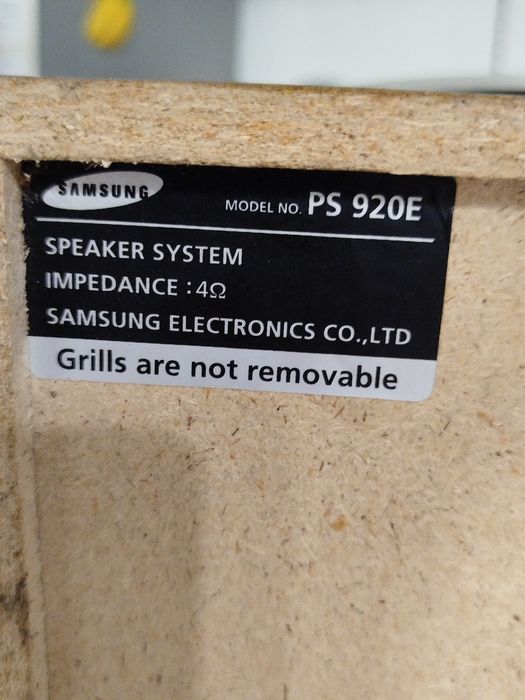 SAMSUNG
MODEL NO. PS 920E
SPEAKER SYSTEM
IMPEDANCE : 4Ω
SAMSUNG ELECTRONICS CO.,LTD
Grills are not removable